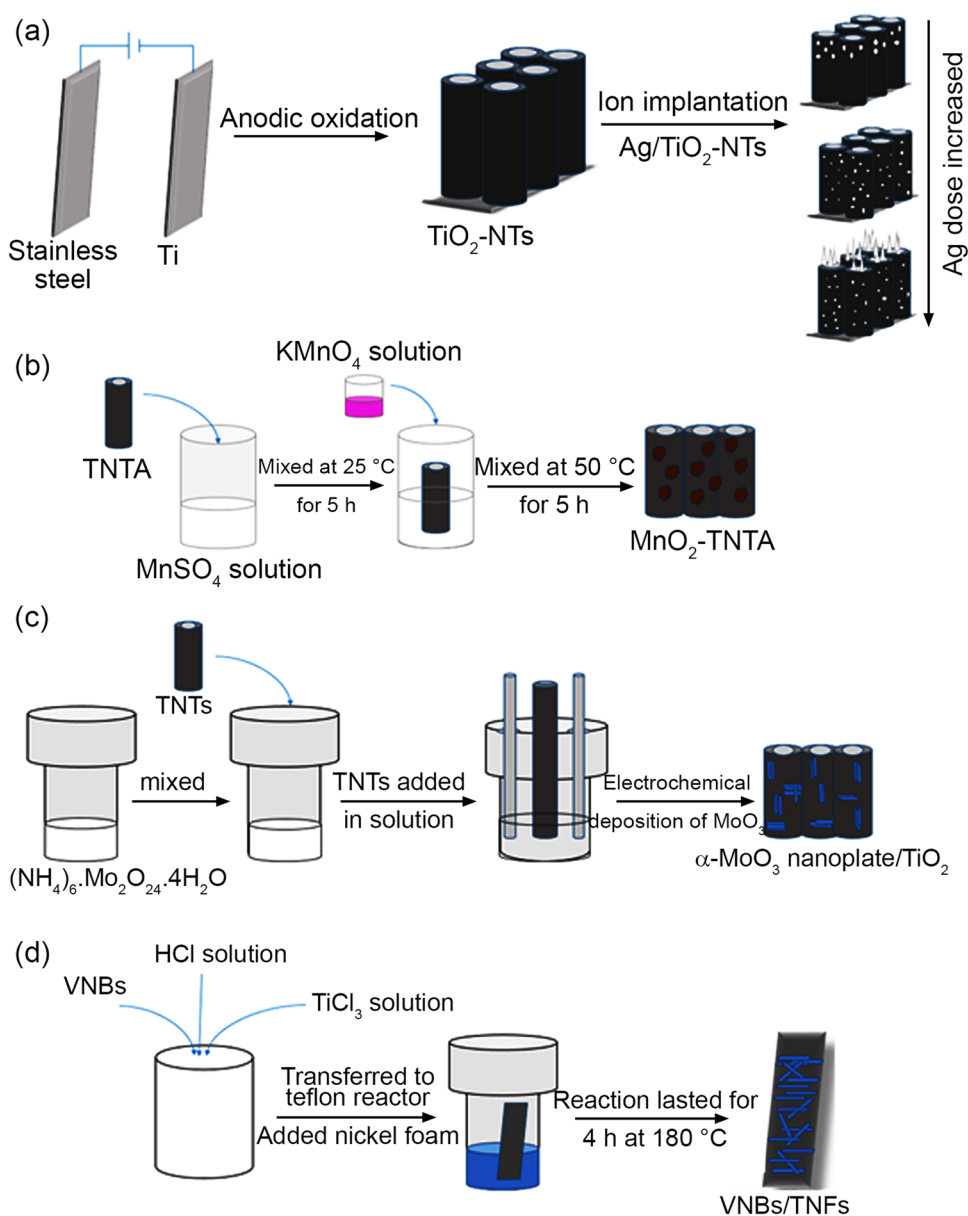 (a)
Anodic oxidation
Ion implantation
Ag/TiO₂-NTs
Ag dose increased
Stainless
steel
Ti
TiO₂-NTs
(b)
KMnO₄ solution
TNTA
Mixed at 25 °C
for 5 h
Mixed at 50 °C
for 5 h
MnSO₄ solution
MnO₂-TNTA
(c)
TNTs
mixed
TNTs added
in solution
Electrochemical
deposition of MoO₃
(NH₄)₆.Mo₂O₂₄.4H₂O
α-MoO₃ nanoplate/TiO₂
(d)
HCl solution
VNBs
TiCl₃ solution
Transferred to
teflon reactor
Added nickel foam
Reaction lasted for
4 h at 180 °C
VNBs/TNFs